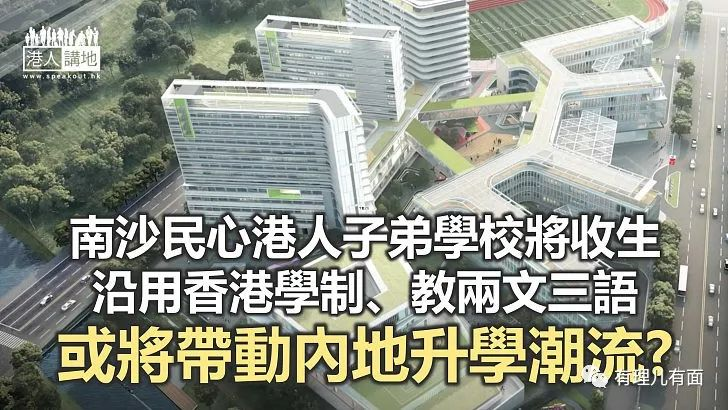 港人講地
www.speakout.hk
南沙民心港人子弟學校將收生
沿用香港學制、教兩文三語
或將帶動內地升學潮流?
有理几有面